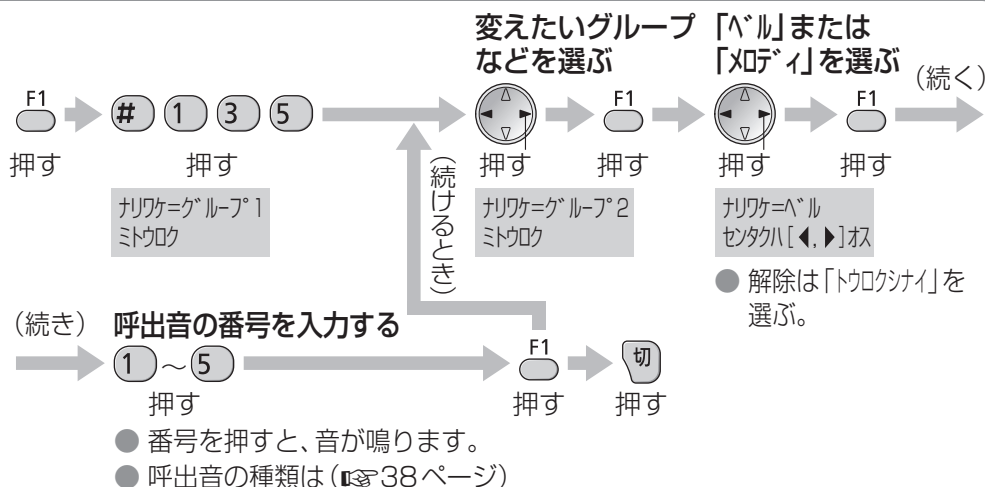 変えたいグループ
などを選ぶ
「ﾍﾞﾙ」または
「ﾒﾛﾃﾞｨ」を選ぶ
(続く)
F1
# 1 3 5
F1
F1
押す
押す
押す
押す
押す
押す
ﾅﾘﾜｹ=ｸﾞﾙｰﾌﾟ1
ﾐﾄｳﾛｸ
(続けるとき)
ﾅﾘﾜｹ=ｸﾞﾙｰﾌﾟ2
ﾐﾄｳﾛｸ
ﾅﾘﾜｹ=ﾍﾞﾙ
ｾﾝﾀｸﾊ[◀,▶]ｵｽ
● 解除は「ﾄｳﾛｸｼﾅｲ」を
選ぶ。
(続き)
呼出音の番号を入力する
1～5
F1
切
押す
押す
押す
● 番号を押すと、音が鳴ります。
● 呼出音の種類は(☞38ページ)